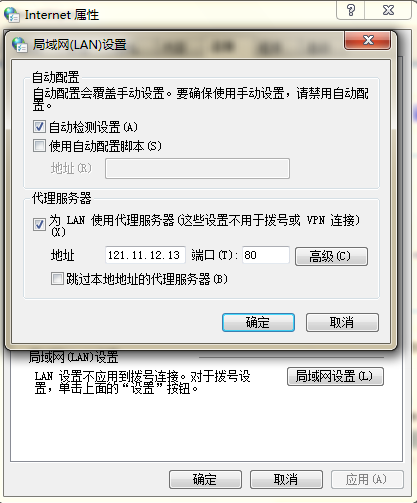 Internet 属性
局域网(LAN)设置
自动配置
自动配置会覆盖手动设置。要确保使用手动设置，请禁用自动配
置。
自动检测设置(A)
使用自动配置脚本(S)
地址(R)
代理服务器
为 LAN 使用代理服务器(这些设置不用于拨号或 VPN 连接)
(X)
地址 121.11.12.13 端口(T): 80 高级(C)
跳过本地地址的代理服务器(B)
确定 取消
局域网(LAN)设置
LAN 设置不应用到拨号连接。对于拨号设
置，单击上面的“设置”按钮。
局域网设置(L)
确定 取消 应用(A)